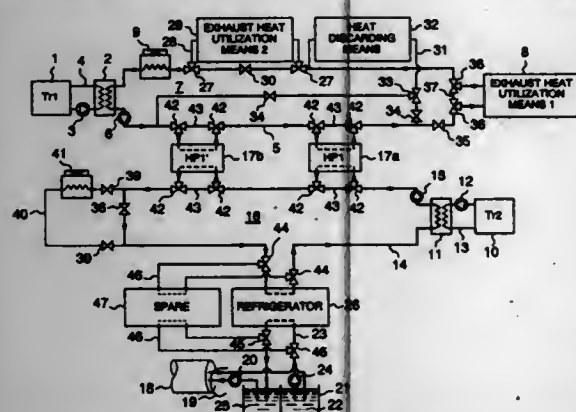 29 32
9 28 EXHAUST HEAT UTILIZATION MEANS 2 HEAT DISCARDING MEANS 31
1 4 2 36 8
Tr1 7 27 30 27 33 37 EXHAUST HEAT UTILIZATION MEANS 1
3 6 34 34 36
42 43 42 42 43 42 35
5
41 HP1' 17b HP1 17a
39 15 12
42 43 42 42 43 42
40 36 16 Tr2
39 44 11 13 10
46 44 14
47 SPARE REFRIGERATOR 26
23
46 45 46
18 20 24 21
19 25 22